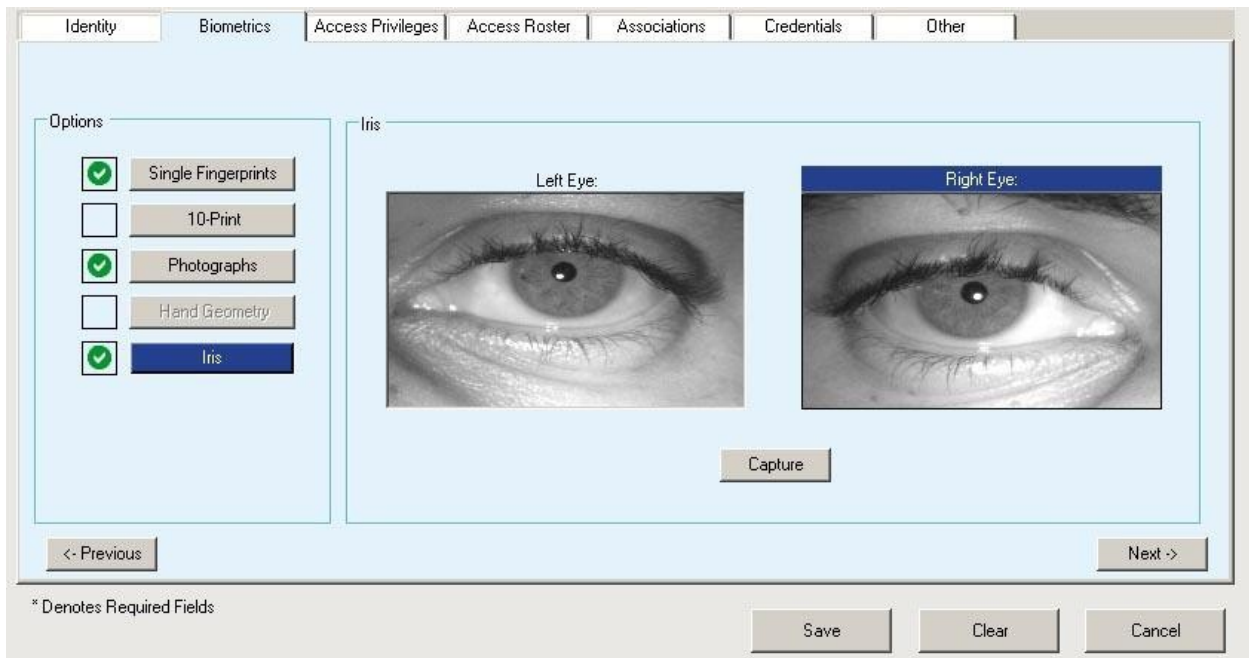 Identity Biometrics Access Privileges Access Roster Associations Credentials Other
Options
Single Fingerprints
10-Print
Photographs
Hand Geometry
Iris
Iris
Left Eye:
Right Eye:
Capture
<- Previous
Next ->
* Denotes Required Fields
Save Clear Cancel